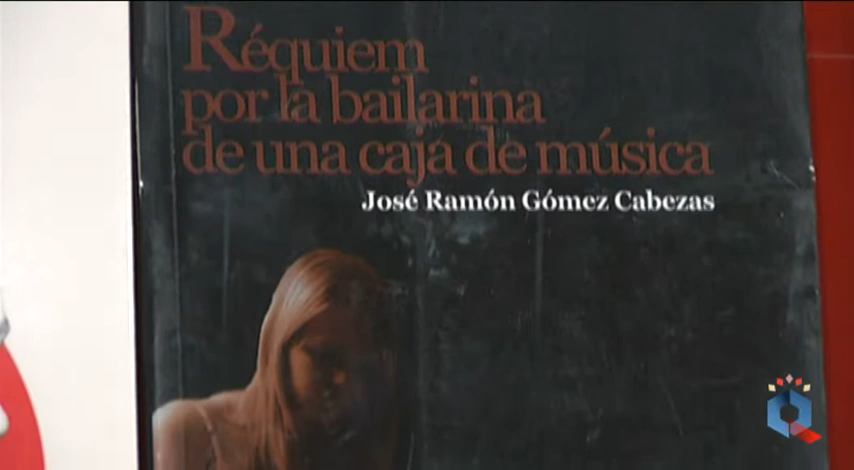 Réquiem
por la bailarina
de una caja de música
José Ramón Gómez Cabezas